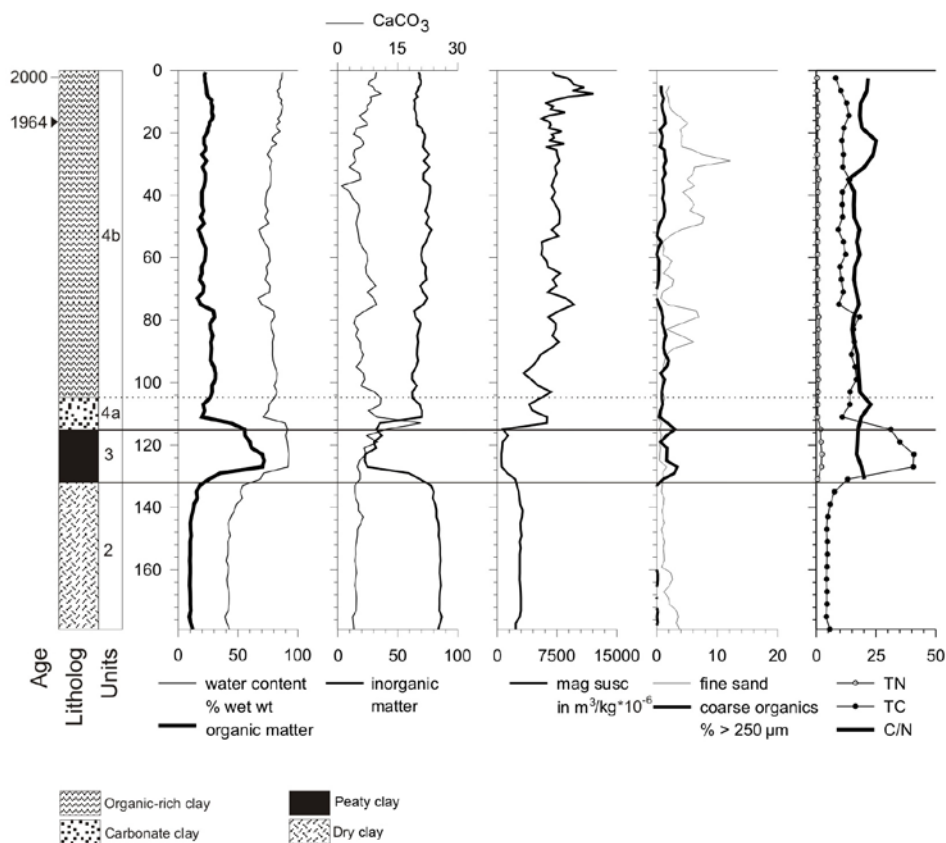 CaCO3
0 20 30
2000
1964
0
20
40
60
80
100
120
140
160
4b
4a
3
2
0 50 100
0 50 100
0 7500 15000
0 10 20
0 25 50
Age
Litholog
Units
water content
% wet wt
organic matter
inorganic
matter
mag susc
in m3/kg*10-6
fine sand
coarse organics
% > 250 µm
TN
TC
C/N
Organic-rich clay
Peaty clay
Carbonate clay
Dry clay